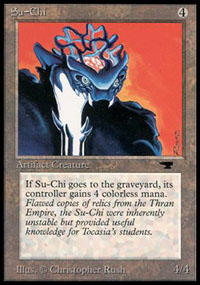 Su-Chi 4
Artifact Creature
If Su-Chi goes to the graveyard, its
controller gains 4 colorless mana.
Flawed copies of relics from the Thran
Empire, the Su-Chi were inherently
unstable but provided useful
knowledge for Tocasia's students.
Illus. © Christopher Rush 4/4